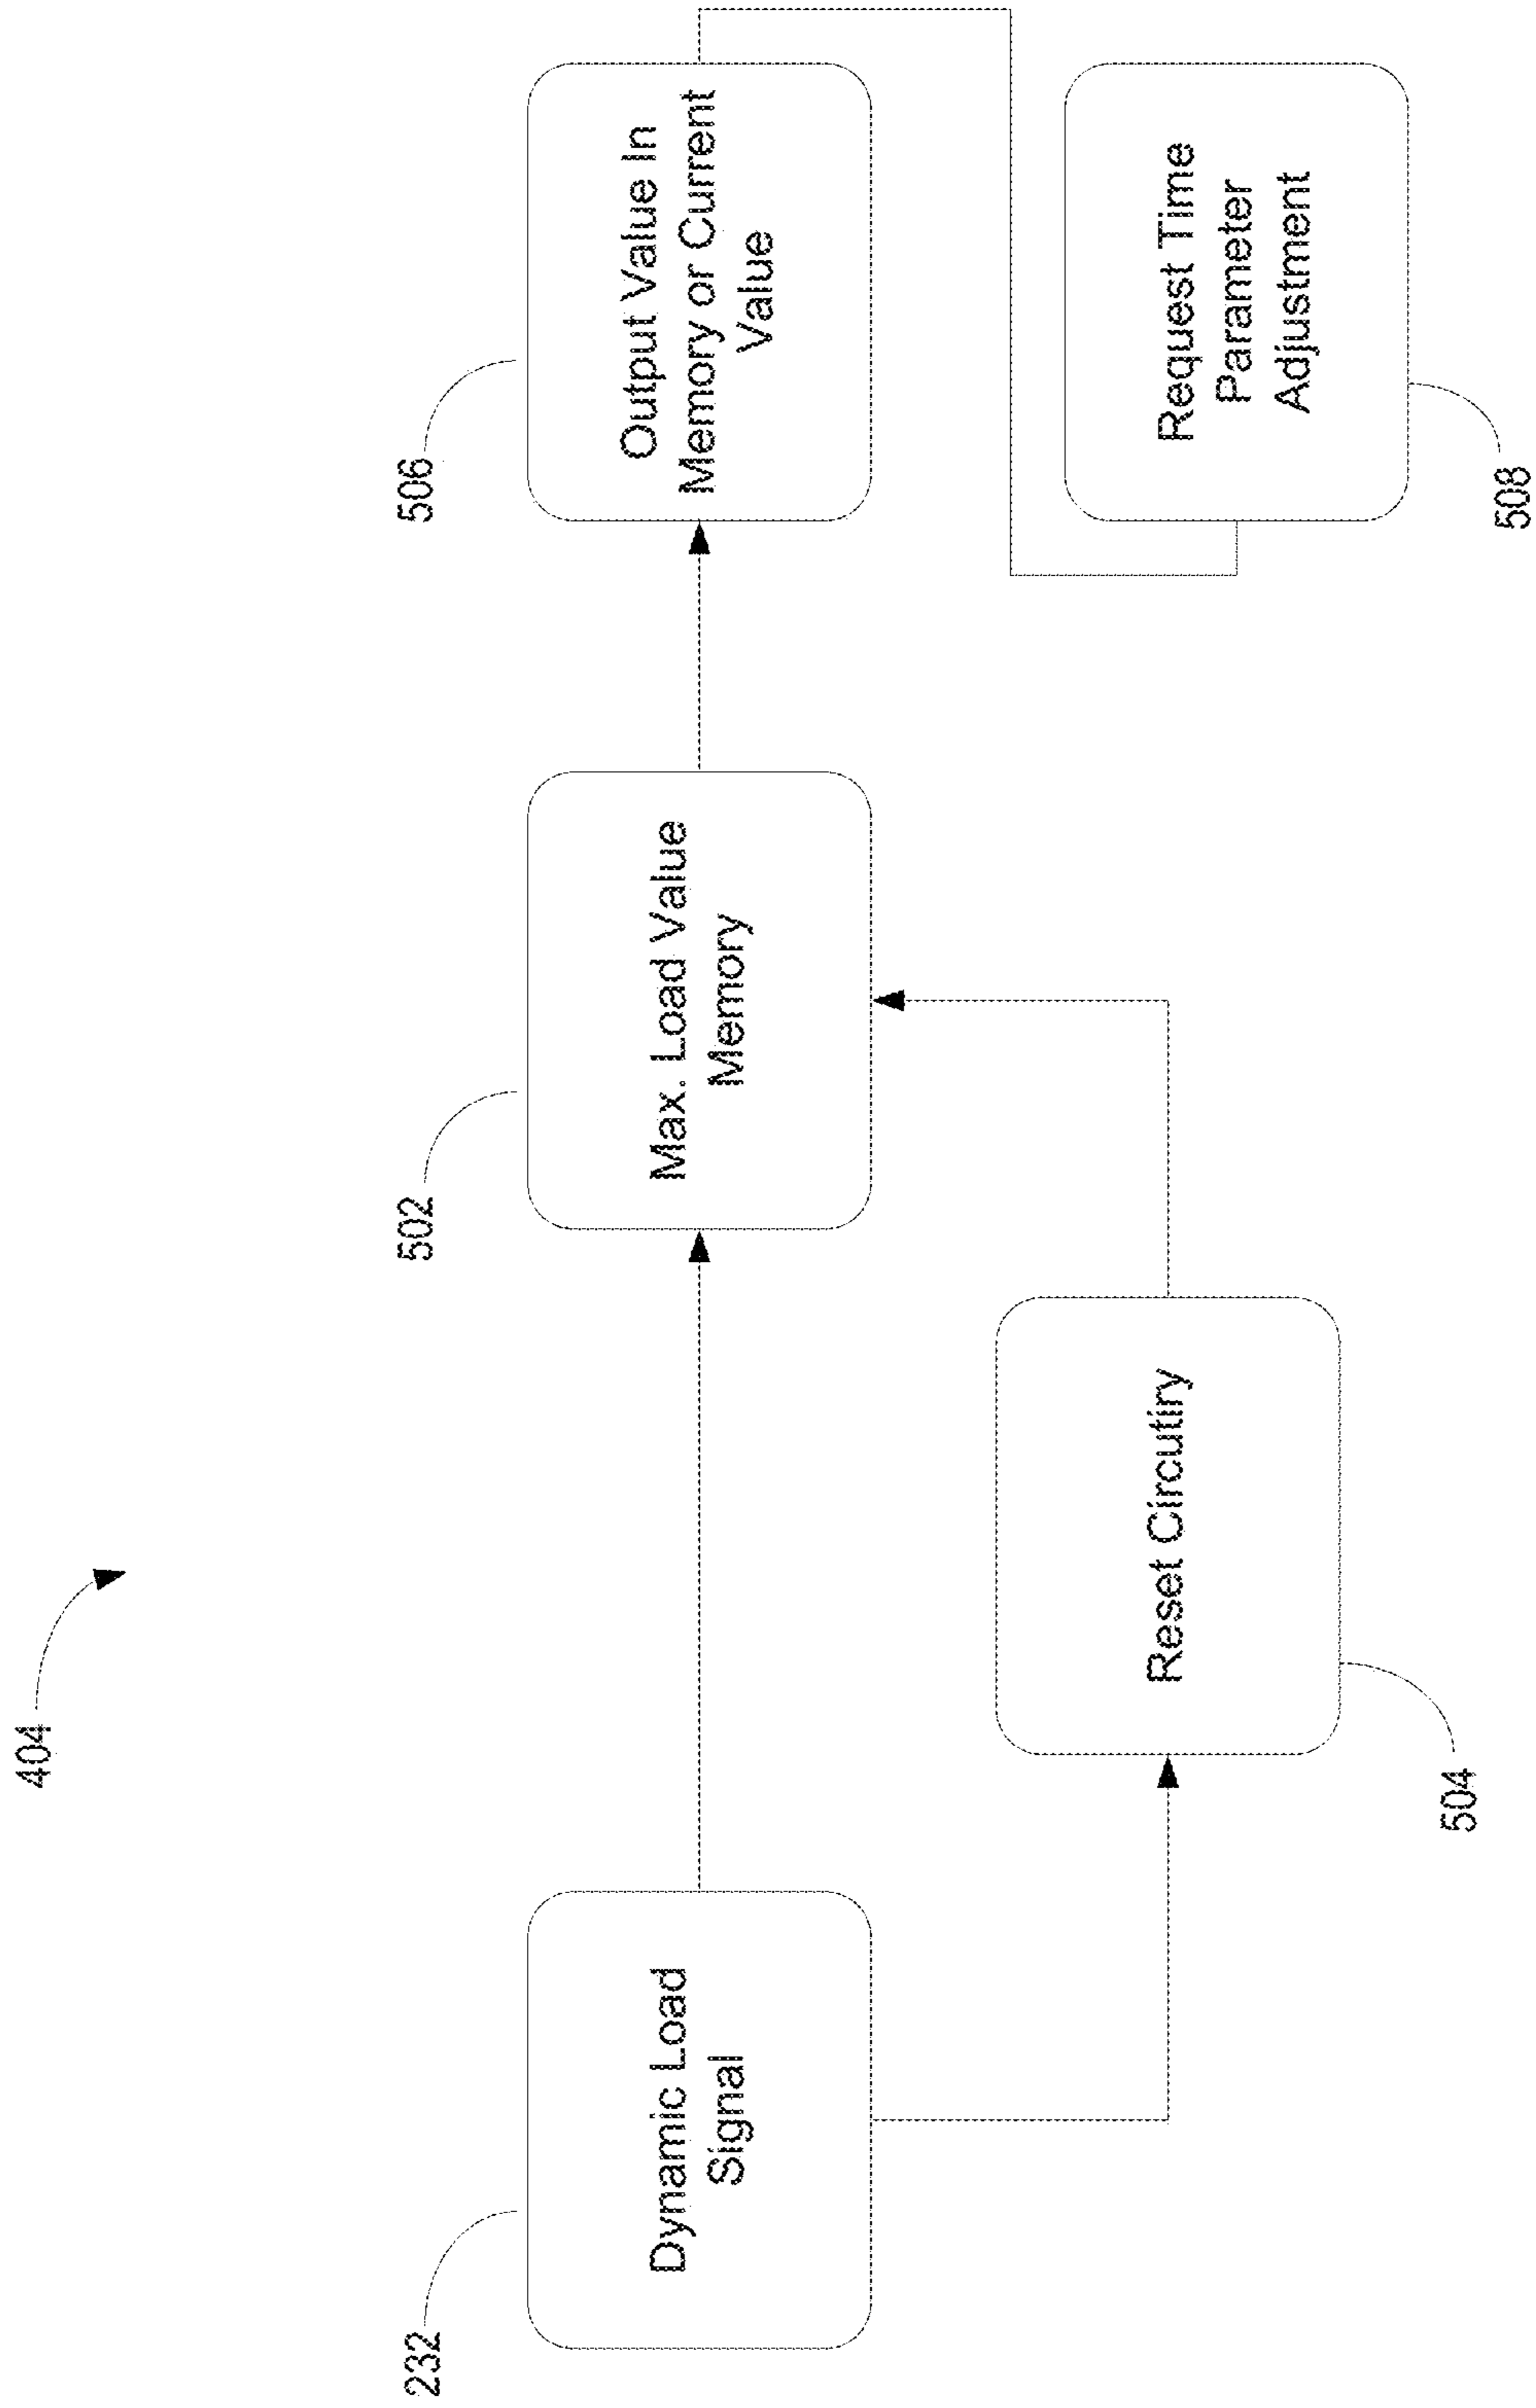 404
232
Dynamic Load
Signal
502
Max. Load Value
Memory
506
Output Value In
Memory or Current
Value
Reset Circutiry
504
Request Time
Parameter
Adjustment
508